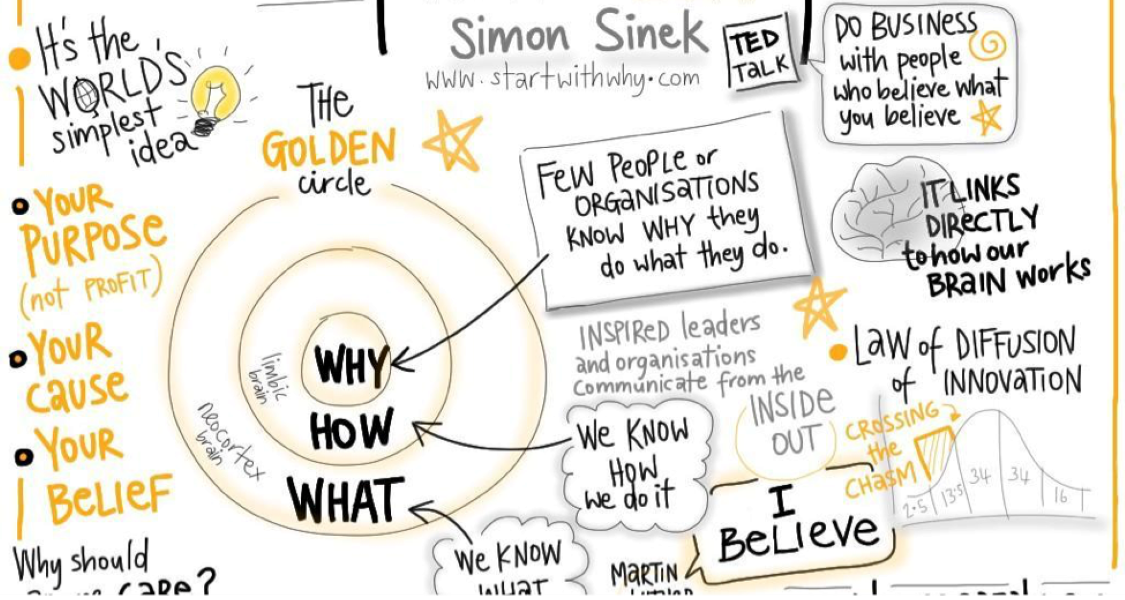 It's the
WORLD'S
simplest
idea
THE
GOLDEN
circle
Simon Sinek
www.startwithwhy.com
TED
TALK
DO BUSINESS
with people
who believe what
you believe
YOUR
PURPOSE
(not PROFIT)
YOUR
CAUSE
YOUR
BELIEF
Why should
CARE?
limbic
brain
neocortex
brain
WHY
HOW
WHAT
FEW PEOPLE or
ORGANISATIONS
KNOW WHY they
do what they do.
INSPIRED leaders
and organisations
communicate from the
INSIDE
OUT
WE KNOW
HOW
we do it
WE KNOW
WHAT
I
BELIEVE
MARTIN
IT LINKS
DIRECTLY
to how our
BRAIN WORKS
LAW of DIFFUSION
of INNOVATION
CROSSING
the
CHASM
2.5 13.5 34 34 16